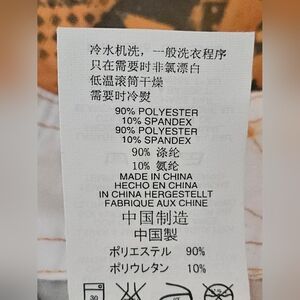 冷水机洗，一般洗衣程序
只在需要时非氯漂白
低温滚筒干燥
需要时冷熨
90% POLYESTER
10% SPANDEX
90% POLYESTER
10% SPANDEX
90% 涤纶
10% 氨纶
MADE IN CHINA
HECHO EN CHINA
IN CHINA HERGESTELLT
FABRIQUE AUX CHINE
中国制造
中国製
ポリエステル 90%
ポリウレタン 10%
30